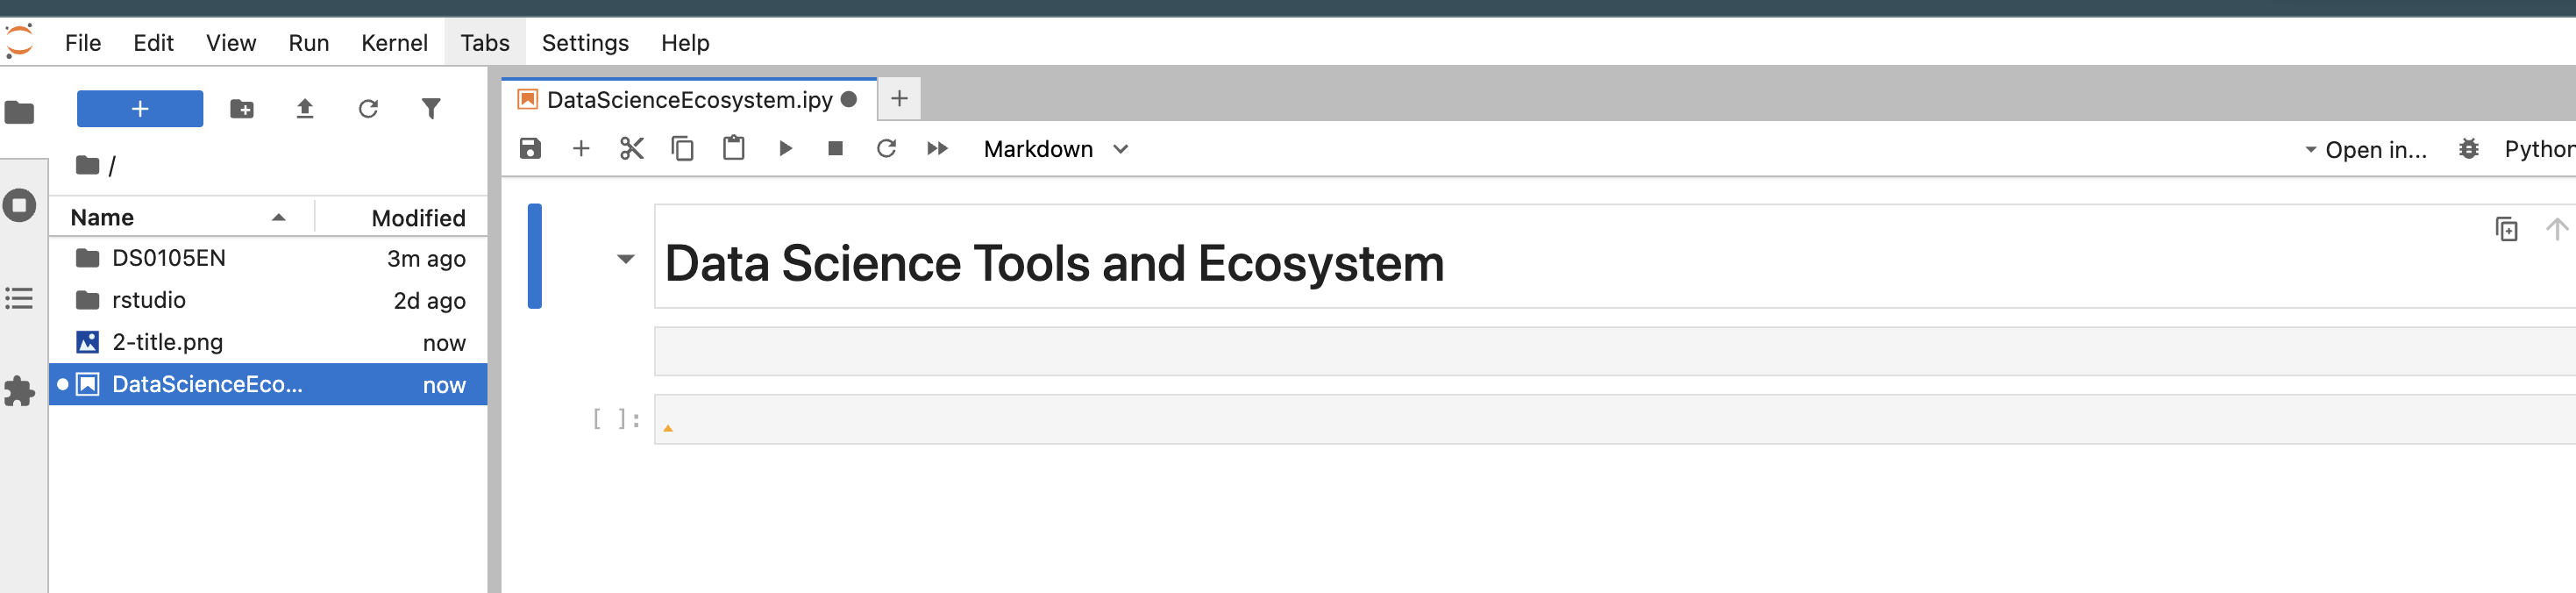 File Edit View Run Kernel Tabs Settings Help
DataScienceEcosystem.ipy
Markdown
Open in...
Python
/
Name Modified
DS0105EN 3m ago
rstudio 2d ago
2-title.png now
DataScienceEco... now
Data Science Tools and Ecosystem
[ ]: